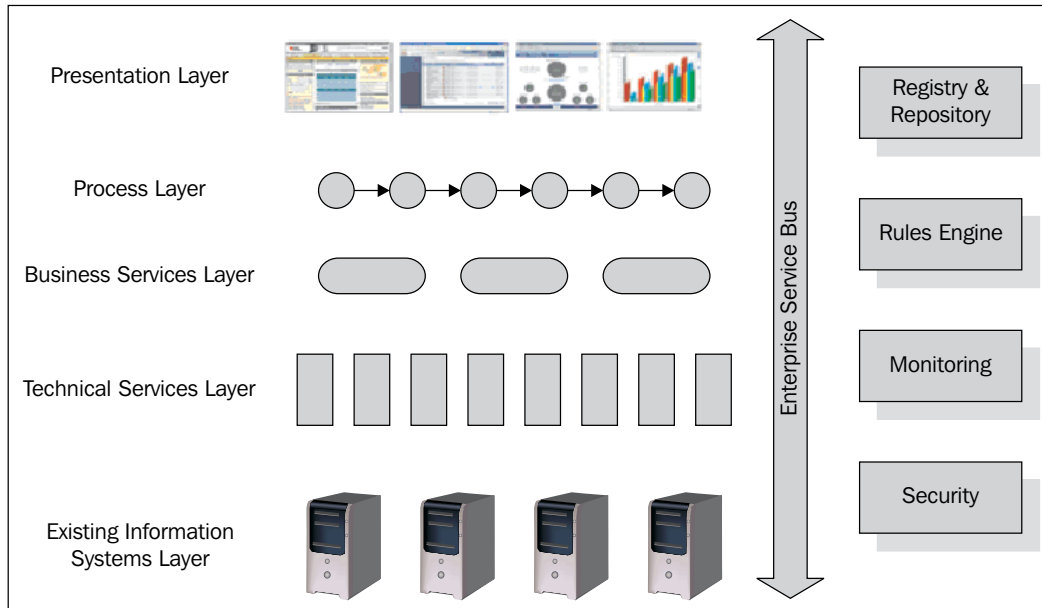 Presentation Layer
Process Layer
Business Services Layer
Technical Services Layer
Existing Information
Systems Layer
Enterprise Service Bus
Registry &
Repository
Rules Engine
Monitoring
Security